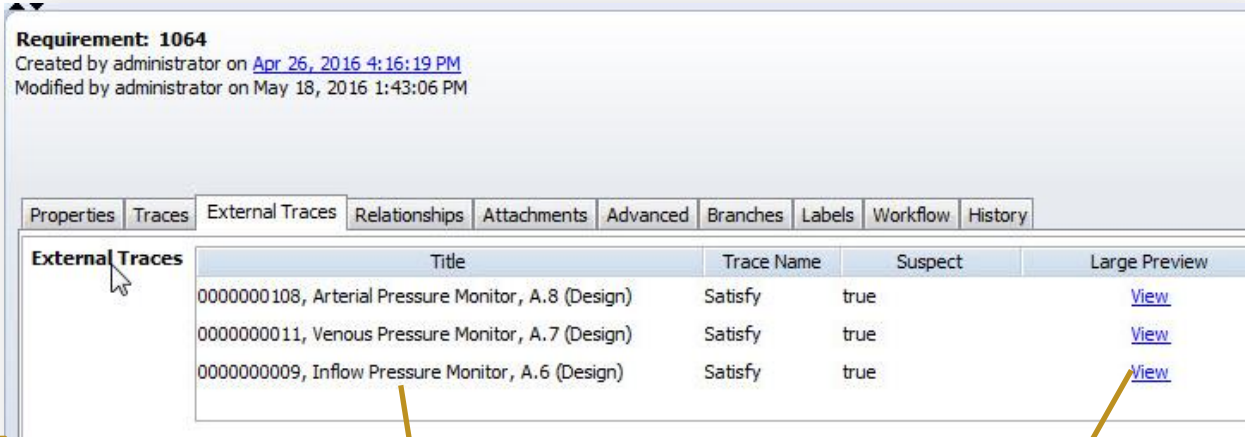 Requirement: 1064
Created by administrator on Apr 26, 2016 4:16:19 PM
Modified by administrator on May 18, 2016 1:43:06 PM
Properties Traces External Traces Relationships Attachments Advanced Branches Labels Workflow History
External Traces Title Trace Name Suspect Large Preview
0000000108, Arterial Pressure Monitor, A.8 (Design) Satisfy true View
0000000011, Venous Pressure Monitor, A.7 (Design) Satisfy true View
0000000009, Inflow Pressure Monitor, A.6 (Design) Satisfy true View